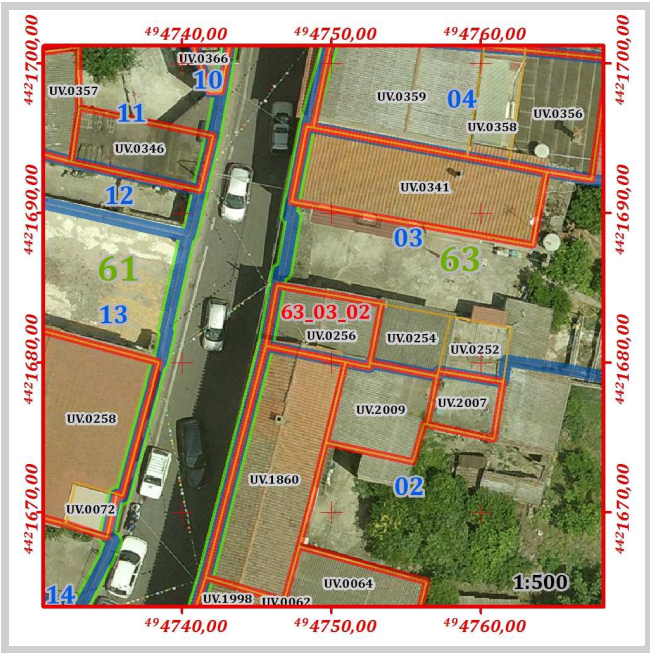 ⁴⁹4740,00 ⁴⁹4750,00 ⁴⁹4760,00
⁴⁴²1700,00
⁴⁴²1700,00
UV.0366
10
UV.0357
UV.0359
04
UV.0356
11
UV.0358
UV.0346
⁴⁴²1690,00
⁴⁴²1690,00
12
UV.0341
03
63
61
13
63_03_02
UV.0256
UV.0254
UV.0252
⁴⁴²1680,00
⁴⁴²1680,00
UV.0258
UV.2009
UV.2007
UV.1860
02
UV.0072
⁴⁴²1670,00
⁴⁴²1670,00
UV.0064
1:500
14
UV.1998
UV.0062
⁴⁹4740,00 ⁴⁹4750,00 ⁴⁹4760,00